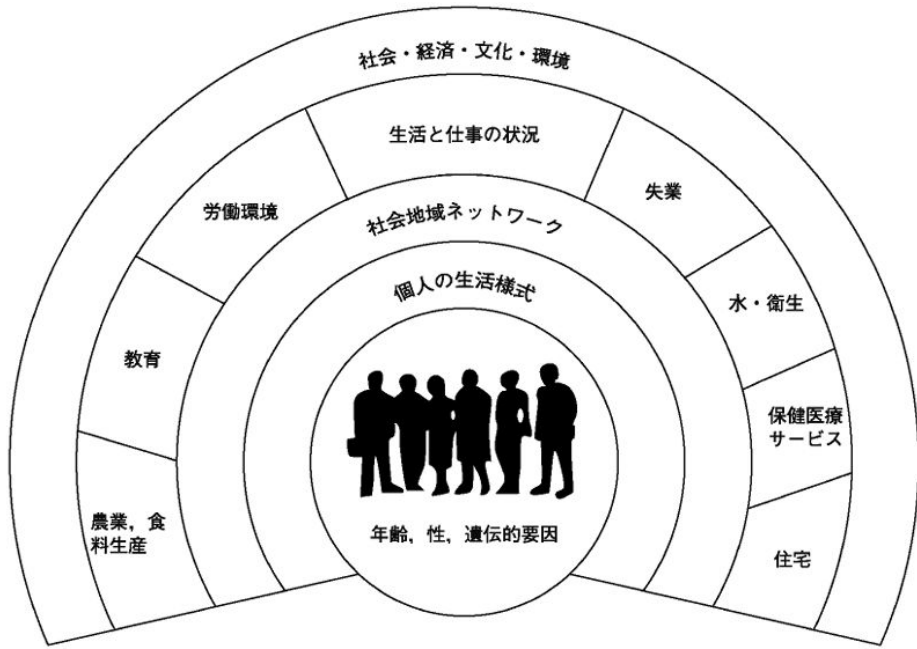 社会・経済・文化・環境
生活と仕事の状況
労働環境
失業
社会地域ネットワーク
個人の生活様式
水・衛生
教育
保健医療
サービス
農業，食
料生産
年齢，性，遺伝的要因
住宅